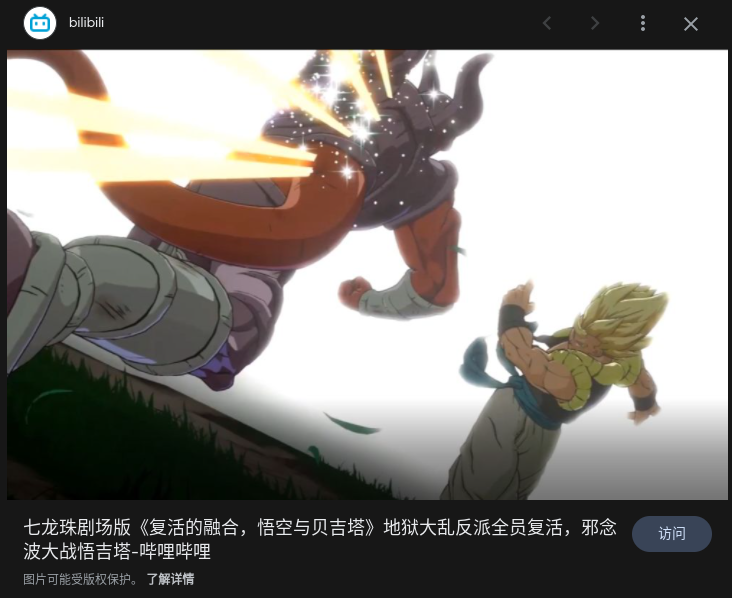 bilibili
七龙珠剧场版《复活的融合，悟空与贝吉塔》地狱大乱反派全员复活，邪念
波大战悟吉塔-哔哩哔哩
访问
图片可能受版权保护。 了解详情